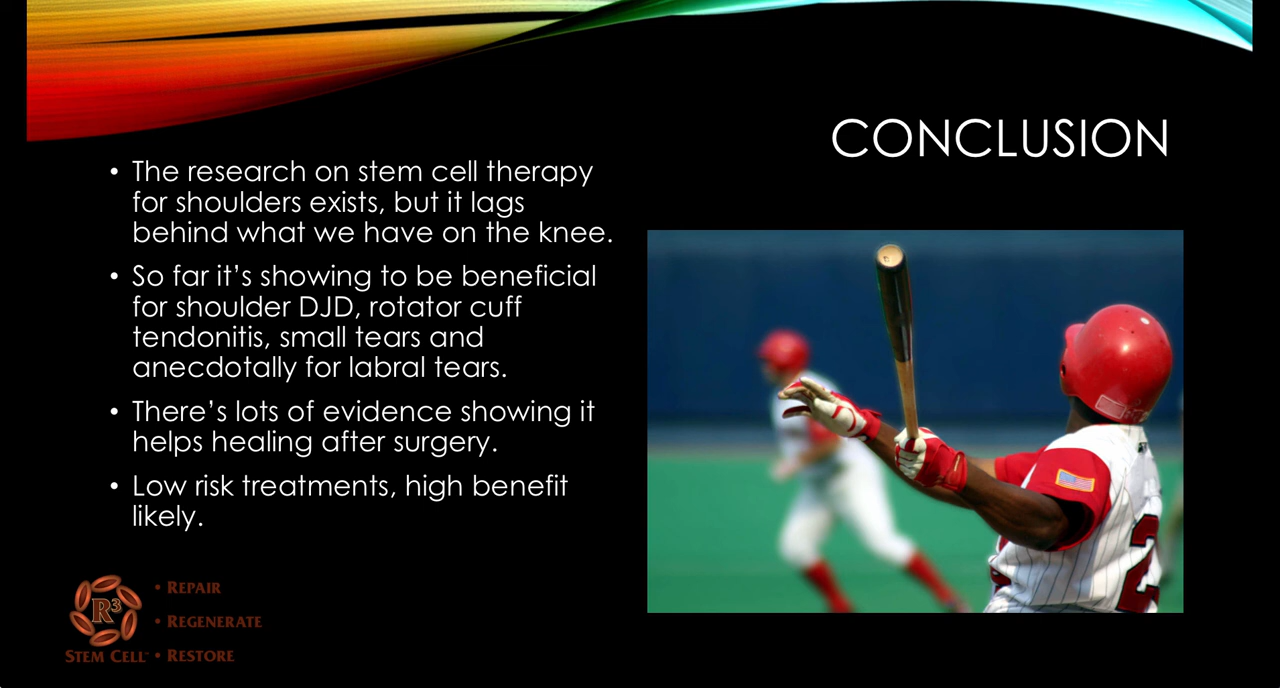 CONCLUSION
• The research on stem cell therapy
for shoulders exists, but it lags
behind what we have on the knee.
• So far it’s showing to be beneficial
for shoulder DJD, rotator cuff
tendonitis, small tears and
anecdotally for labral tears.
• There’s lots of evidence showing it
helps healing after surgery.
• Low risk treatments, high benefit
likely.
R³
STEM CELL
• REPAIR
• REGENERATE
• RESTORE
2